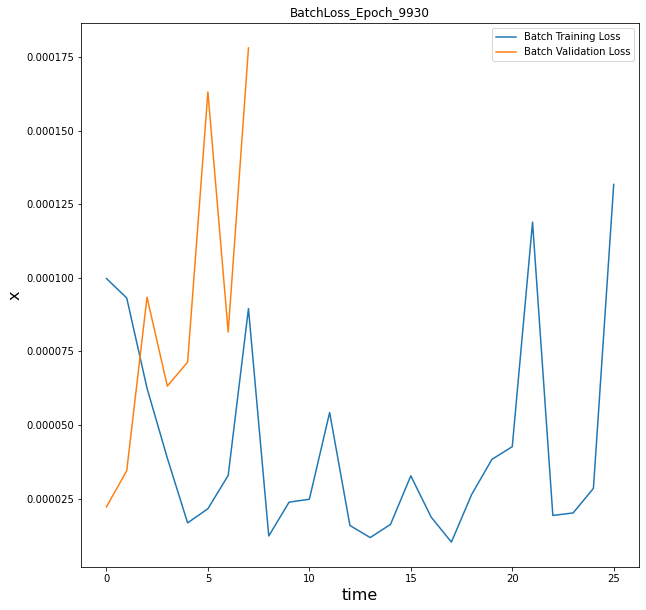 BatchLoss_Epoch_9930
Batch Training Loss
Batch Validation Loss
0.000175
0.000150
0.000125
0.000100
0.000075
0.000050
0.000025
x
0 5 10 15 20 25
time